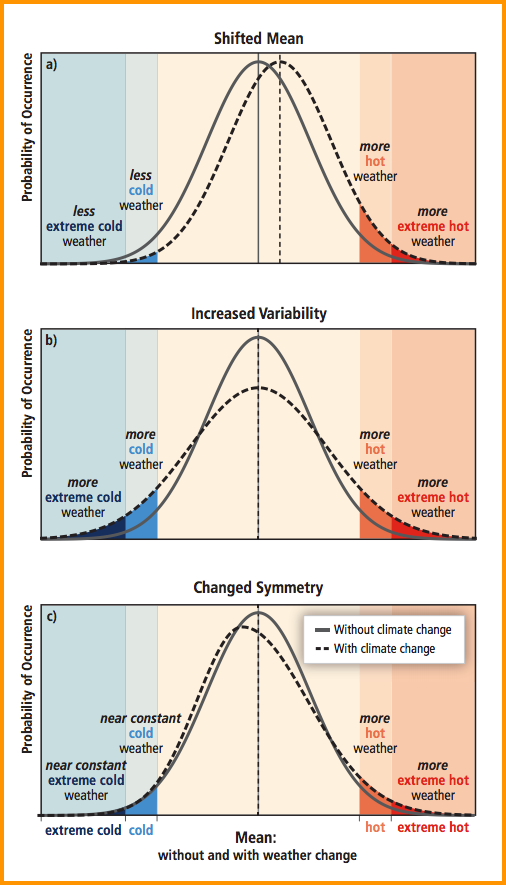 Shifted Mean
Probability of Occurrence
a)
less
cold
weather
less
extreme cold
weather
more
hot
weather
more
extreme hot
weather
Increased Variability
Probability of Occurrence
b)
more
cold
weather
more
extreme cold
weather
more
hot
weather
more
extreme hot
weather
Changed Symmetry
Probability of Occurrence
c)
Without climate change
With climate change
near constant
cold
weather
near constant
extreme cold
weather
more
hot
weather
more
extreme hot
weather
extreme cold cold hot extreme hot
Mean:
without and with weather change